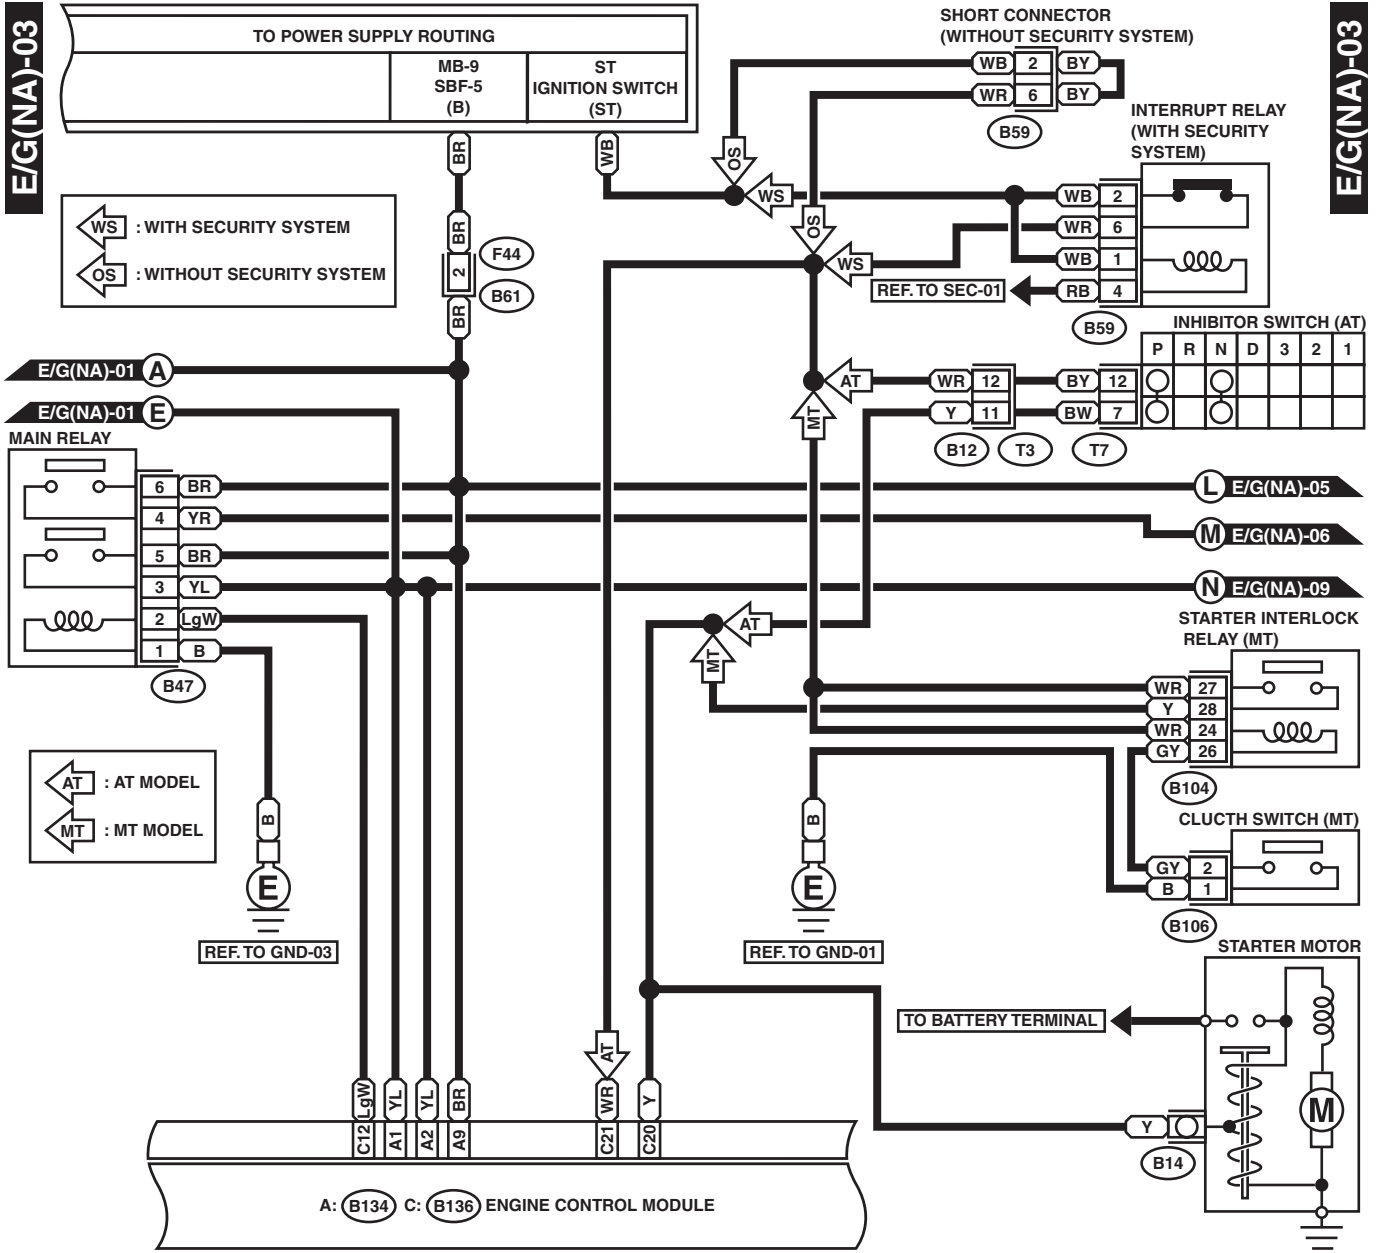 E/G(NA)-03
TO POWER SUPPLY ROUTING
MB-9
SBF-5
(B)
ST
IGNITION SWITCH
(ST)
BR
WB
SHORT CONNECTOR
(WITHOUT SECURITY SYSTEM)
WB 2 BY
WR 6 BY
B59
E/G(NA)-03
INTERRUPT RELAY
(WITH SECURITY
SYSTEM)
OS
WS
WB 2
WR 6
WB 1
RB 4
OS
WS
REF. TO SEC-01
B59
WS : WITH SECURITY SYSTEM
OS : WITHOUT SECURITY SYSTEM
BR
2
BR
F44
B61
INHIBITOR SWITCH (AT)
P R N D 3 2 1
AT
WR 12 BY 12
Y 11 BW 7
MT
B12 T3 T7
E/G(NA)-01 A
E/G(NA)-01 E
MAIN RELAY
6 BR
4 YR
5 BR
3 YL
2 LgW
1 B
B47
L E/G(NA)-05
M E/G(NA)-06
N E/G(NA)-09
AT
MT
STARTER INTERLOCK
RELAY (MT)
WR 27
Y 28
WR 24
GY 26
B104
AT : AT MODEL
MT : MT MODEL
B
E
REF. TO GND-03
B
E
REF. TO GND-01
CLUCTH SWITCH (MT)
GY 2
B 1
B106
STARTER MOTOR
TO BATTERY TERMINAL
M
Y
B14
AT
LgW YL YL BR WR Y
C12 A1 A2 A9 C21 C20
A: B134 C: B136 ENGINE CONTROL MODULE